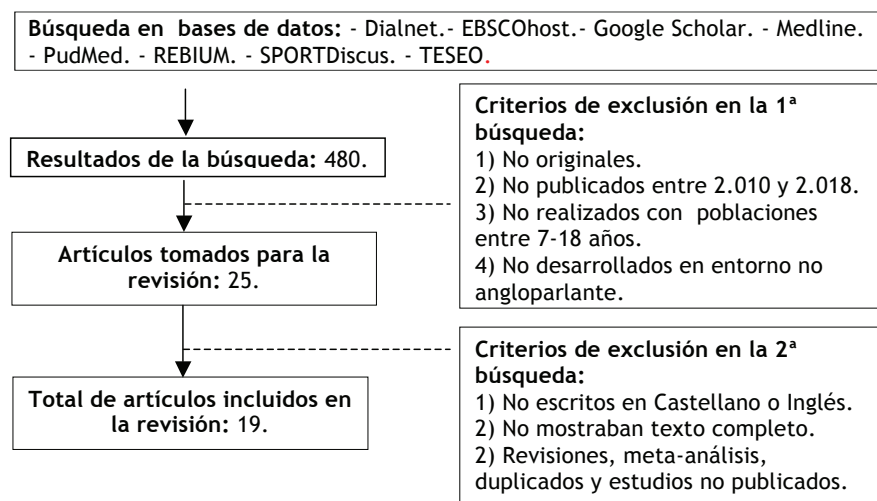 Búsqueda en bases de datos: - Dialnet.- EBSCOhost.- Google Scholar. - Medline.
- PudMed. - REBIUM. - SPORTDiscus. - TESEO.
Resultados de la búsqueda: 480.
Criterios de exclusión en la 1ª
búsqueda:
1) No originales.
2) No publicados entre 2.010 y 2.018.
3) No realizados con poblaciones
entre 7-18 años.
4) No desarrollados en entorno no
angloparlante.
Artículos tomados para la
revisión: 25.
Criterios de exclusión en la 2ª
búsqueda:
1) No escritos en Castellano o Inglés.
2) No mostraban texto completo.
2) Revisiones, meta-análisis,
duplicados y estudios no publicados.
Total de artículos incluidos en
la revisión: 19.